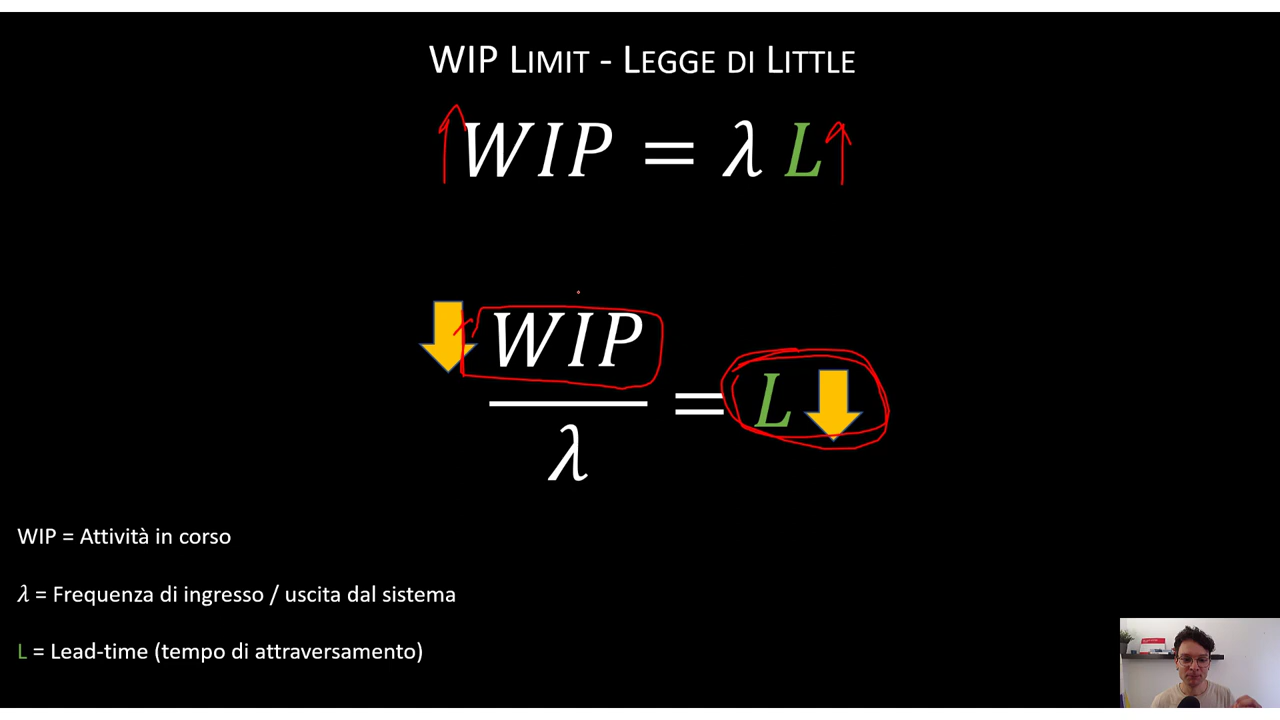 WIP LIMIT - LEGGE DI LITTLE
WIP = λ L
WIP
= L
λ
WIP = Attività in corso
λ = Frequenza di ingresso / uscita dal sistema
L = Lead-time (tempo di attraversamento)